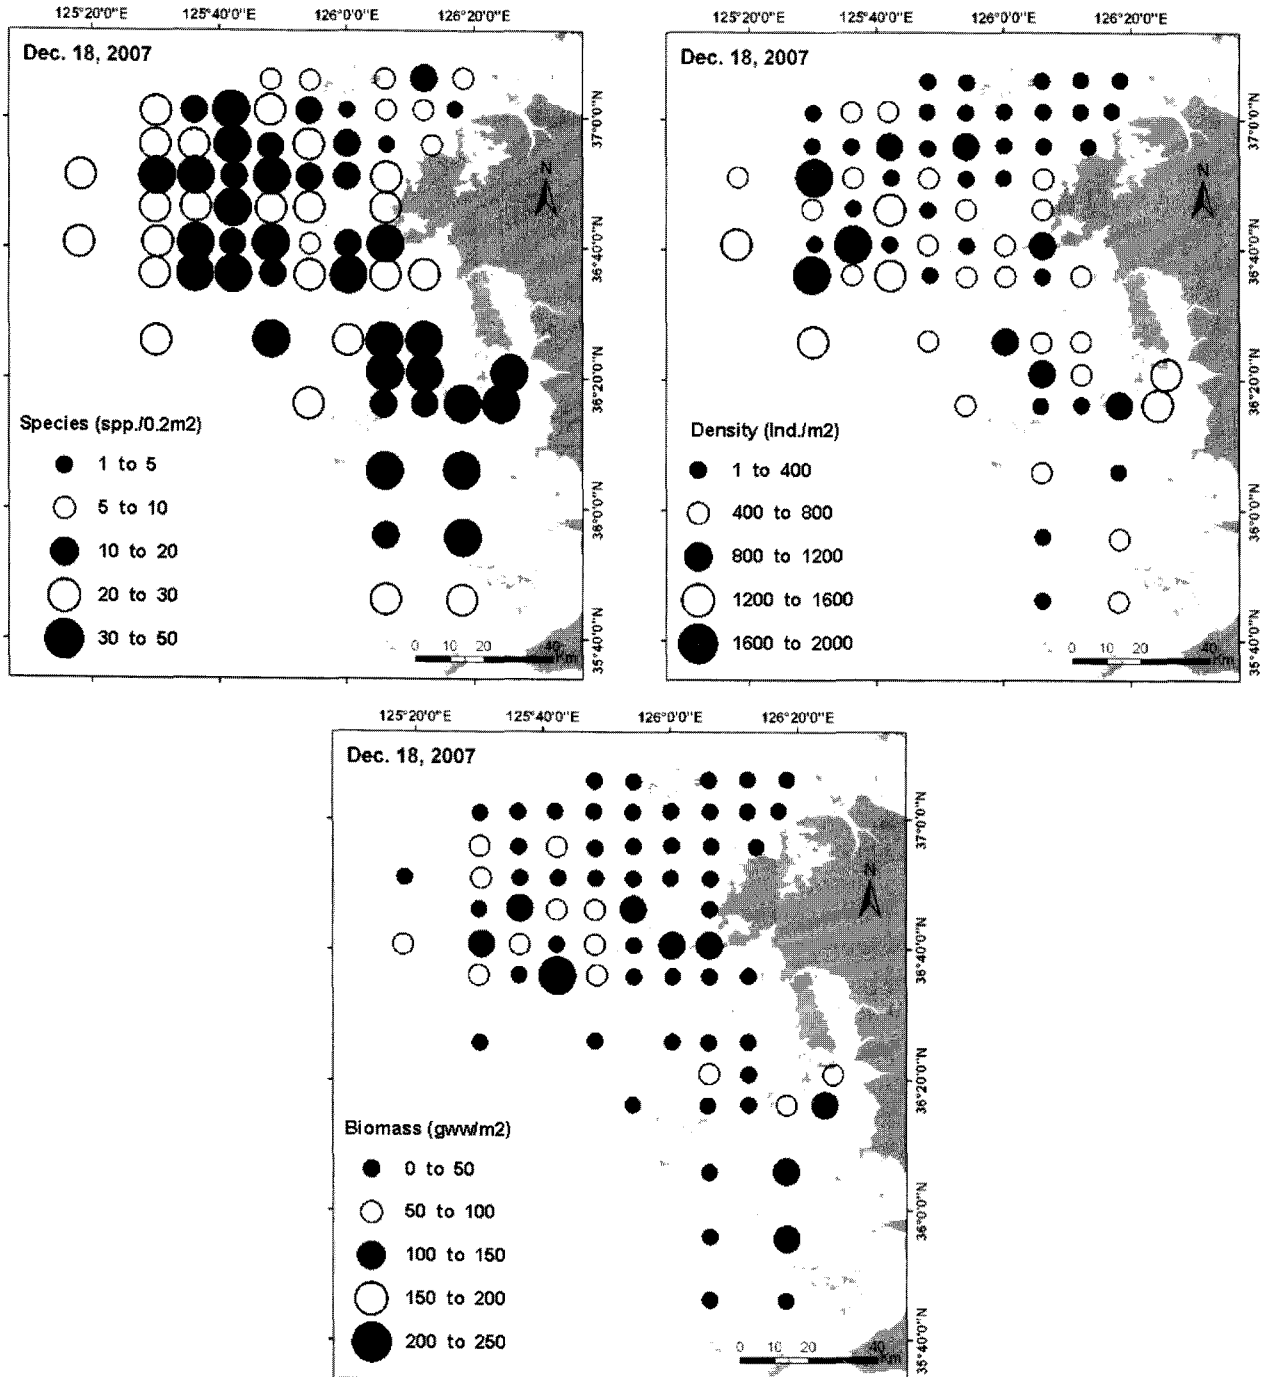 125°20'0"E 125°40'0"E 126°0'0"E 126°20'0"E
Dec. 18, 2007
37°0'0"N
N
36°40'0"N
36°20'0"N
36°0'0"N
35°40'0"N
Species (spp./0.2m2)
1 to 5
5 to 10
10 to 20
20 to 30
30 to 50
0 10 20 40
Km
125°20'0"E 125°40'0"E 126°0'0"E 126°20'0"E
Dec. 18, 2007
37°0'0"N
N
36°40'0"N
36°20'0"N
36°0'0"N
35°40'0"N
Density (Ind./m2)
1 to 400
400 to 800
800 to 1200
1200 to 1600
1600 to 2000
0 10 20 40
Km
125°20'0"E 125°40'0"E 126°0'0"E 126°20'0"E
Dec. 18, 2007
37°0'0"N
N
36°40'0"N
36°20'0"N
36°0'0"N
35°40'0"N
Biomass (gww/m2)
0 to 50
50 to 100
100 to 150
150 to 200
200 to 250
0 10 20 40
Km